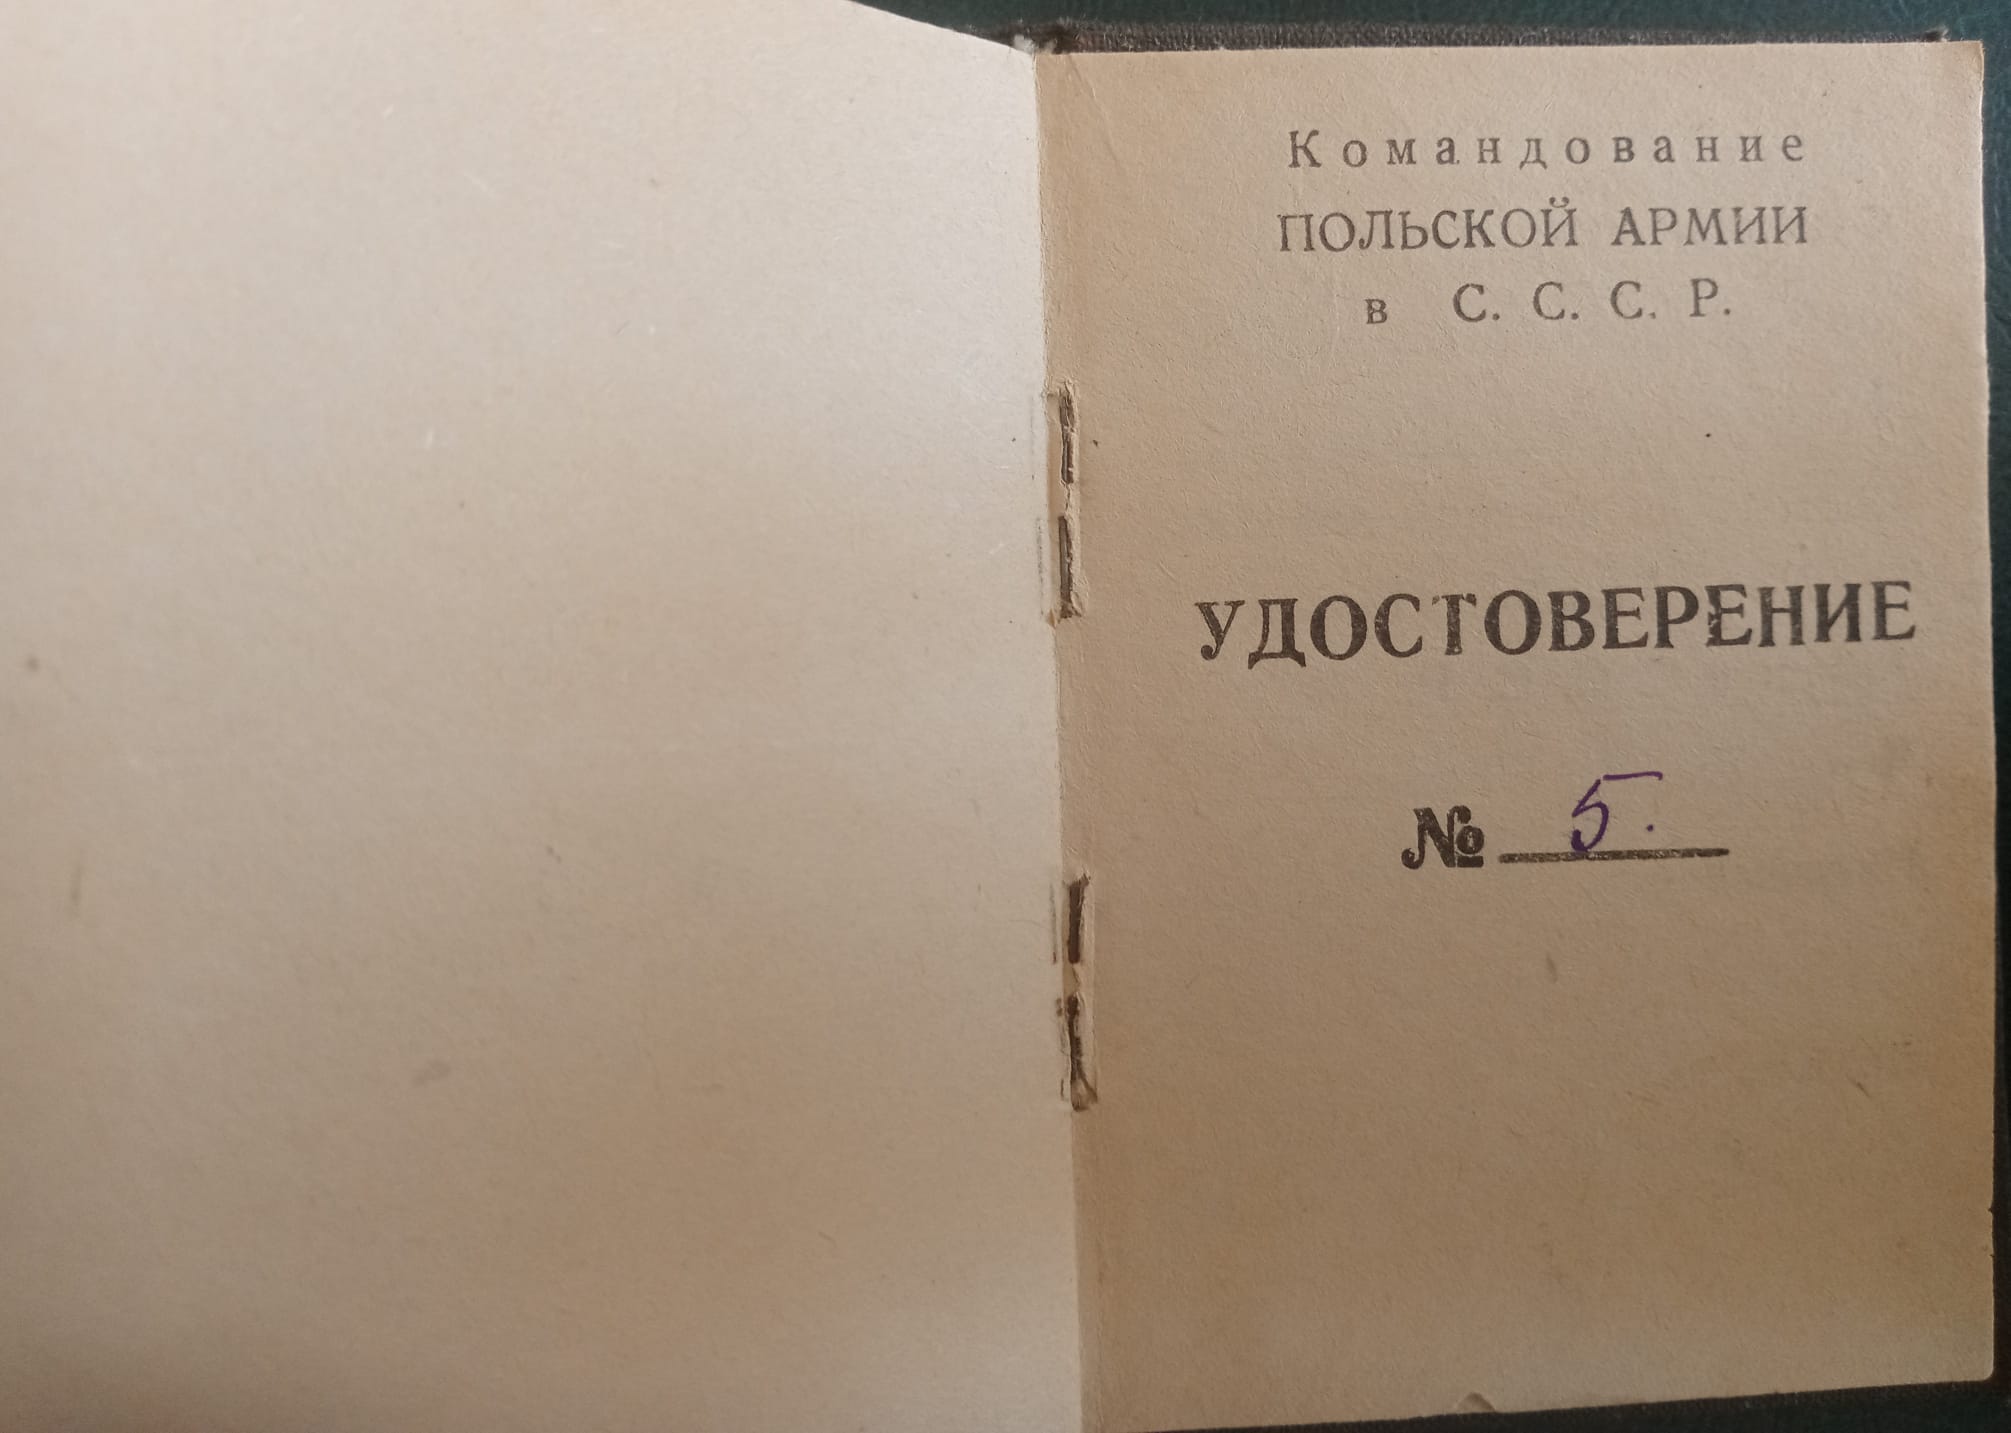 Командование
ПОЛЬСКОЙ АРМИИ
в С. С. С. Р.
УДОСТОВЕРЕНИЕ
№ 5.